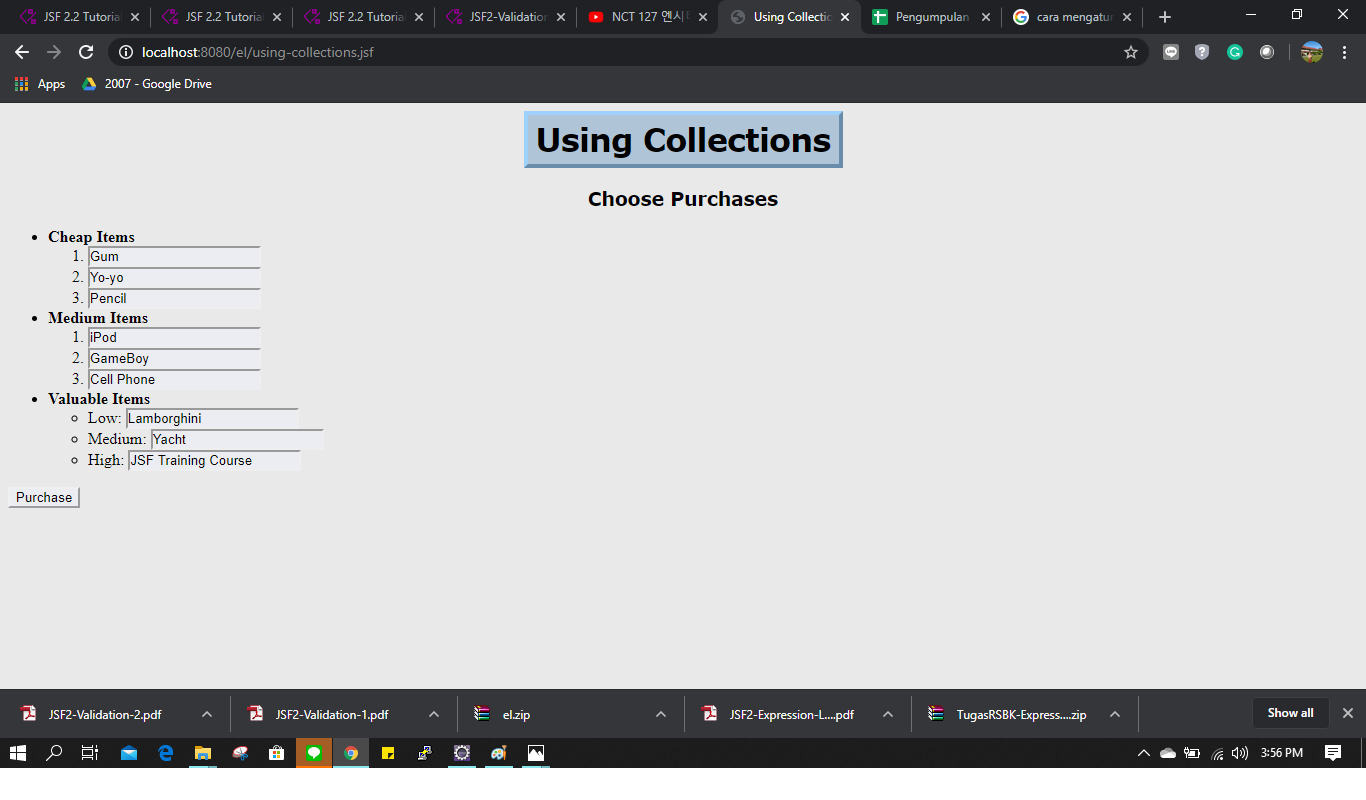 JSF 2.2 Tutoria
JSF 2.2 Tutoria
JSF 2.2 Tutoria
JSF2-Validation
NCT 127 엔시티
Using Collectic
Pengumpulan
cara mengatur
localhost:8080/el/using-collections.jsf
Apps
2007 - Google Drive
Using Collections
Choose Purchases
• Cheap Items
1. Gum
2. Yo-yo
3. Pencil
• Medium Items
1. iPod
2. GameBoy
3. Cell Phone
• Valuable Items
Low: Lamborghini
Medium: Yacht
High: JSF Training Course
Purchase
JSF2-Validation-2.pdf
JSF2-Validation-1.pdf
el.zip
JSF2-Expression-L....pdf
TugasRSBK-Express....zip
Show all
3:56 PM